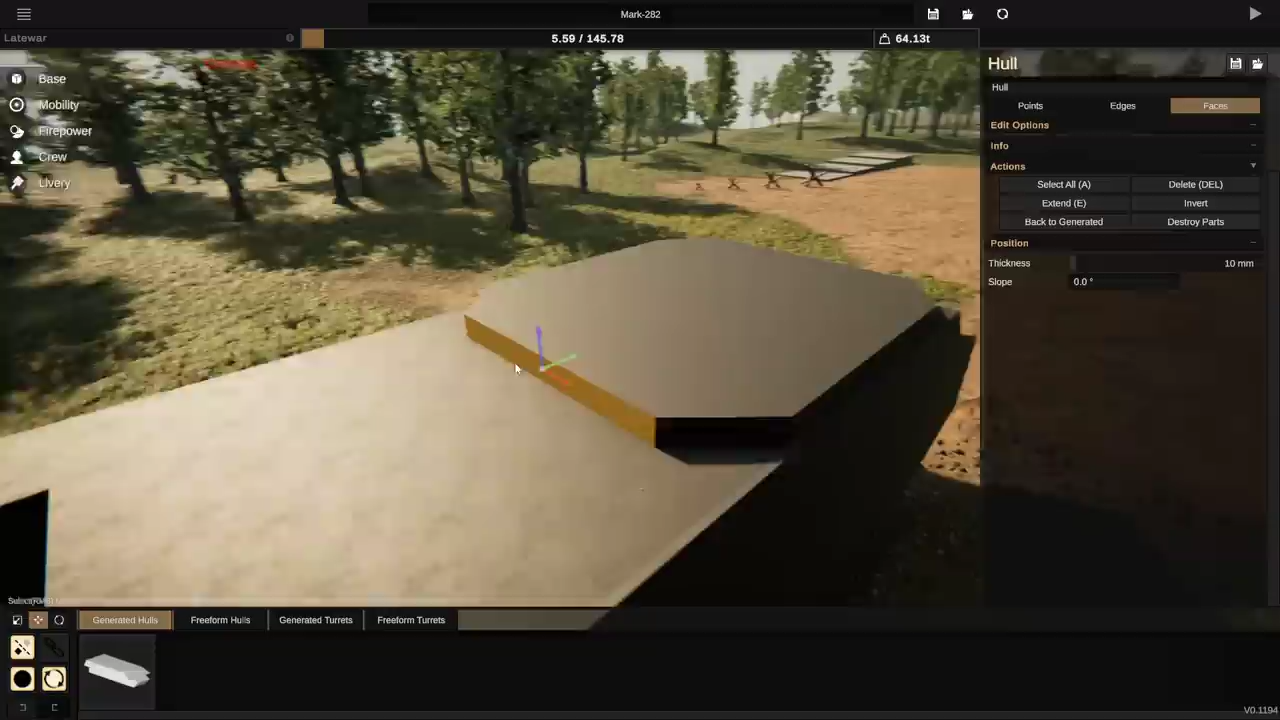 Mark-282
Latewar
5.59 / 145.78
64.13t
Base
Mobility
Firepower
Crew
Livery
Hull
Hull
Points
Edges
Faces
Edit Options
Info
Actions
Select All (A)
Delete (DEL)
Extend (E)
Invert
Back to Generated
Destroy Parts
Position
Thickness
10 mm
Slope
0.0 °
Generated Hulls
Freeform Hulls
Generated Turrets
Freeform Turrets
V0.1194